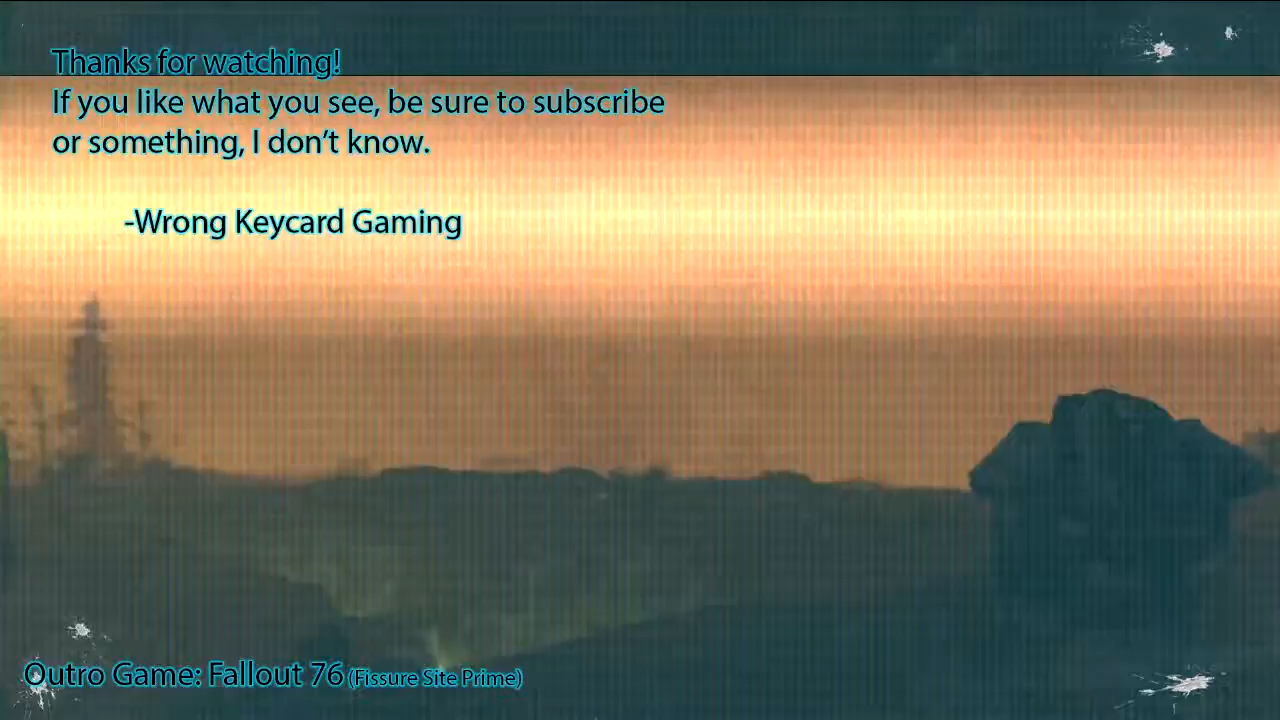 Thanks for watching!
If you like what you see, be sure to subscribe
or something, I don’t know.
-Wrong Keycard Gaming
Outro Game: Fallout 76 (Fissure Site Prime)